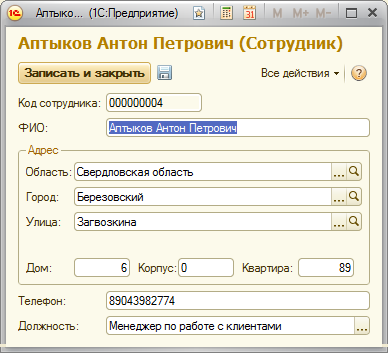 Аптыко... (1С:Предприятие) M M+ M-
Аптыков Антон Петрович (Сотрудник)
Записать и закрыть Все действия
Код сотрудника: 000000004
ФИО: Аптыков Антон Петрович
Адрес
Область: Свердловская область ...
Город: Березовский ...
Улица: Загвозкина ...
Дом: 6 Корпус: 0 Квартира: 89
Телефон: 89043982774
Должность: Менеджер по работе с клиентами